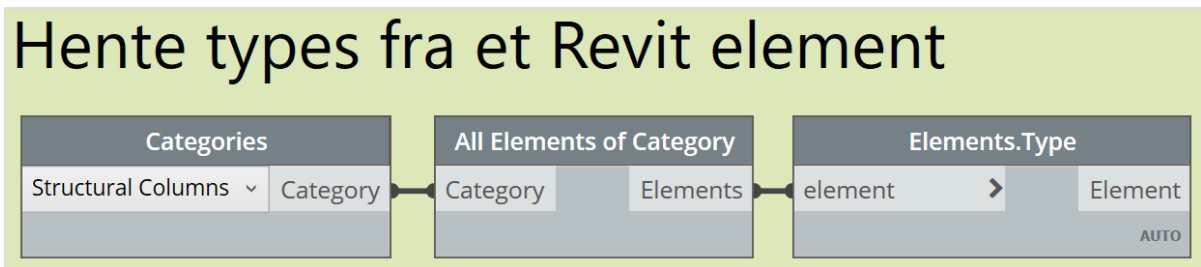 Hente types fra et Revit element
Categories
Structural Columns Category
All Elements of Category
Category Elements
Elements.Type
element Element
AUTO